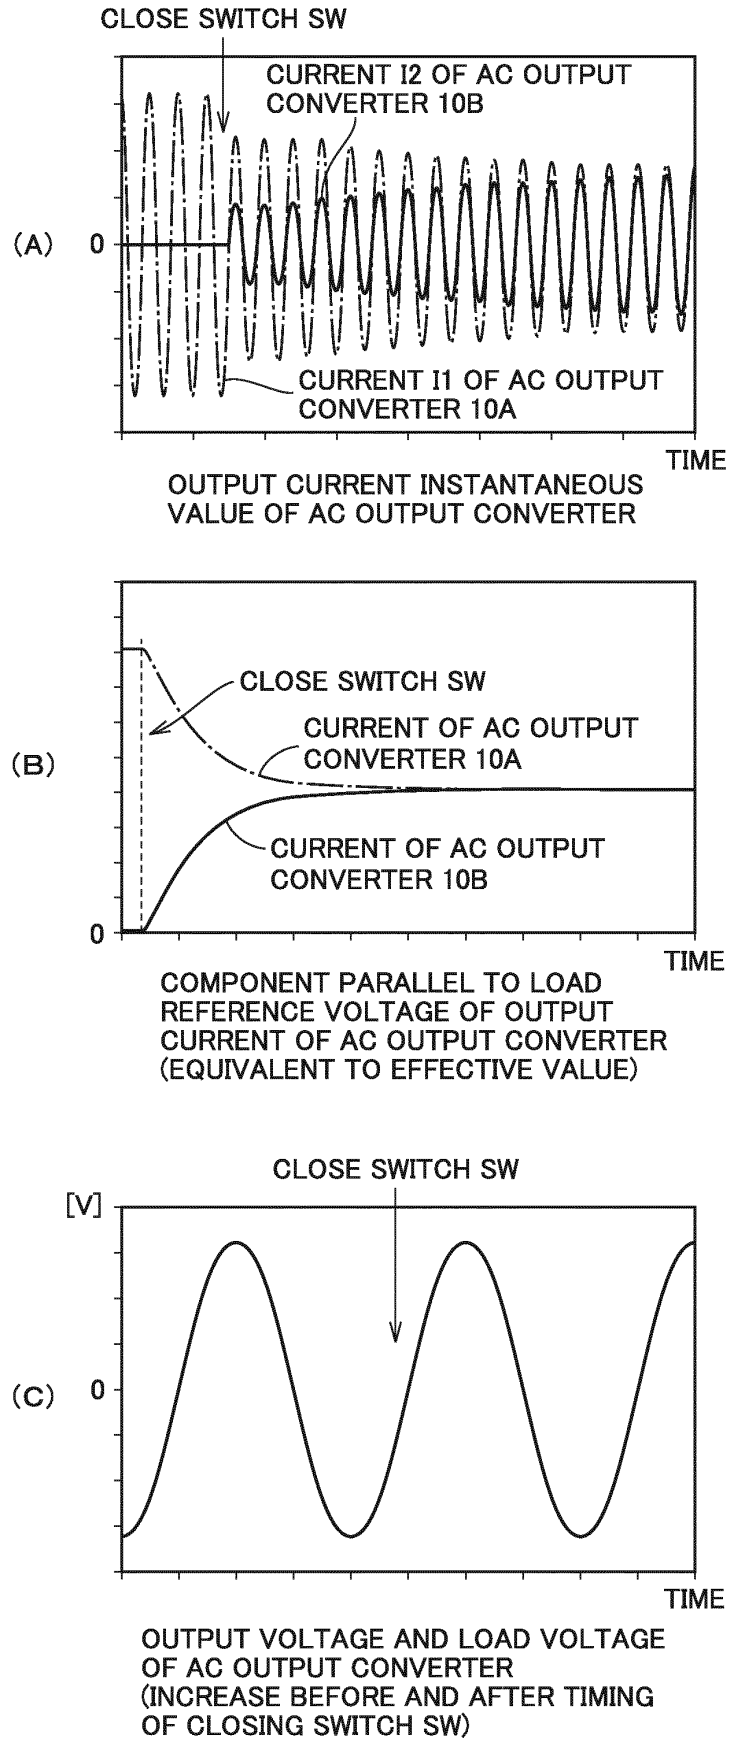 CLOSE SWITCH SW
CURRENT I2 OF AC OUTPUT
CONVERTER 10B
(A)
0
CURRENT I1 OF AC OUTPUT
CONVERTER 10A
TIME
OUTPUT CURRENT INSTANTANEOUS
VALUE OF AC OUTPUT CONVERTER
CLOSE SWITCH SW
CURRENT OF AC OUTPUT
CONVERTER 10A
(B)
CURRENT OF AC OUTPUT
CONVERTER 10B
0
TIME
COMPONENT PARALLEL TO LOAD
REFERENCE VOLTAGE OF OUTPUT
CURRENT OF AC OUTPUT CONVERTER
(EQUIVALENT TO EFFECTIVE VALUE)
CLOSE SWITCH SW
[V]
(C)
0
TIME
OUTPUT VOLTAGE AND LOAD VOLTAGE
OF AC OUTPUT CONVERTER
(INCREASE BEFORE AND AFTER TIMING
OF CLOSING SWITCH SW)